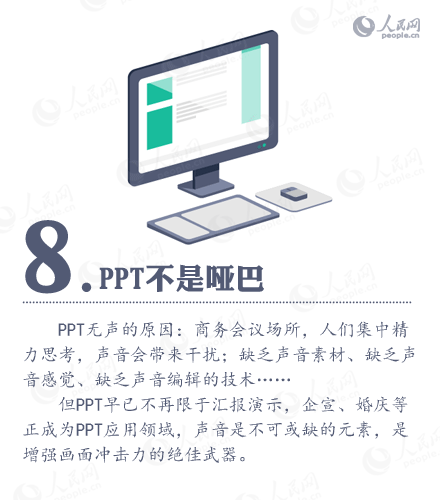 人民网
people.cn
8.PPT不是哑巴
PPT无声的原因：商务会议场所，人们集中精
力思考，声音会带来干扰；缺乏声音素材、缺乏声
音感觉、缺乏声音编辑的技术……
但PPT早已不再限于汇报演示，企宣、婚庆等
正成为PPT应用领域，声音是不可或缺的元素，是
增强画面冲击力的绝佳武器。